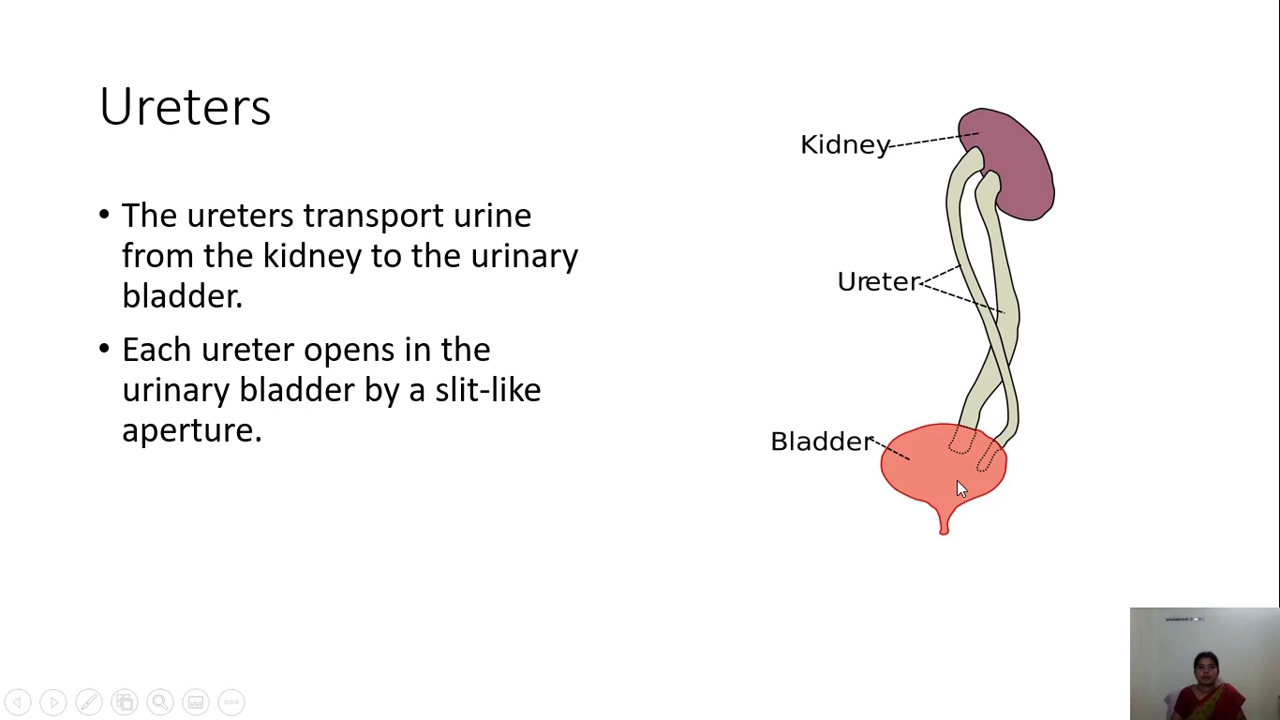 Ureters
• The ureters transport urine
from the kidney to the urinary
bladder.
• Each ureter opens in the
urinary bladder by a slit-like
aperture.
Kidney
Ureter
Bladder